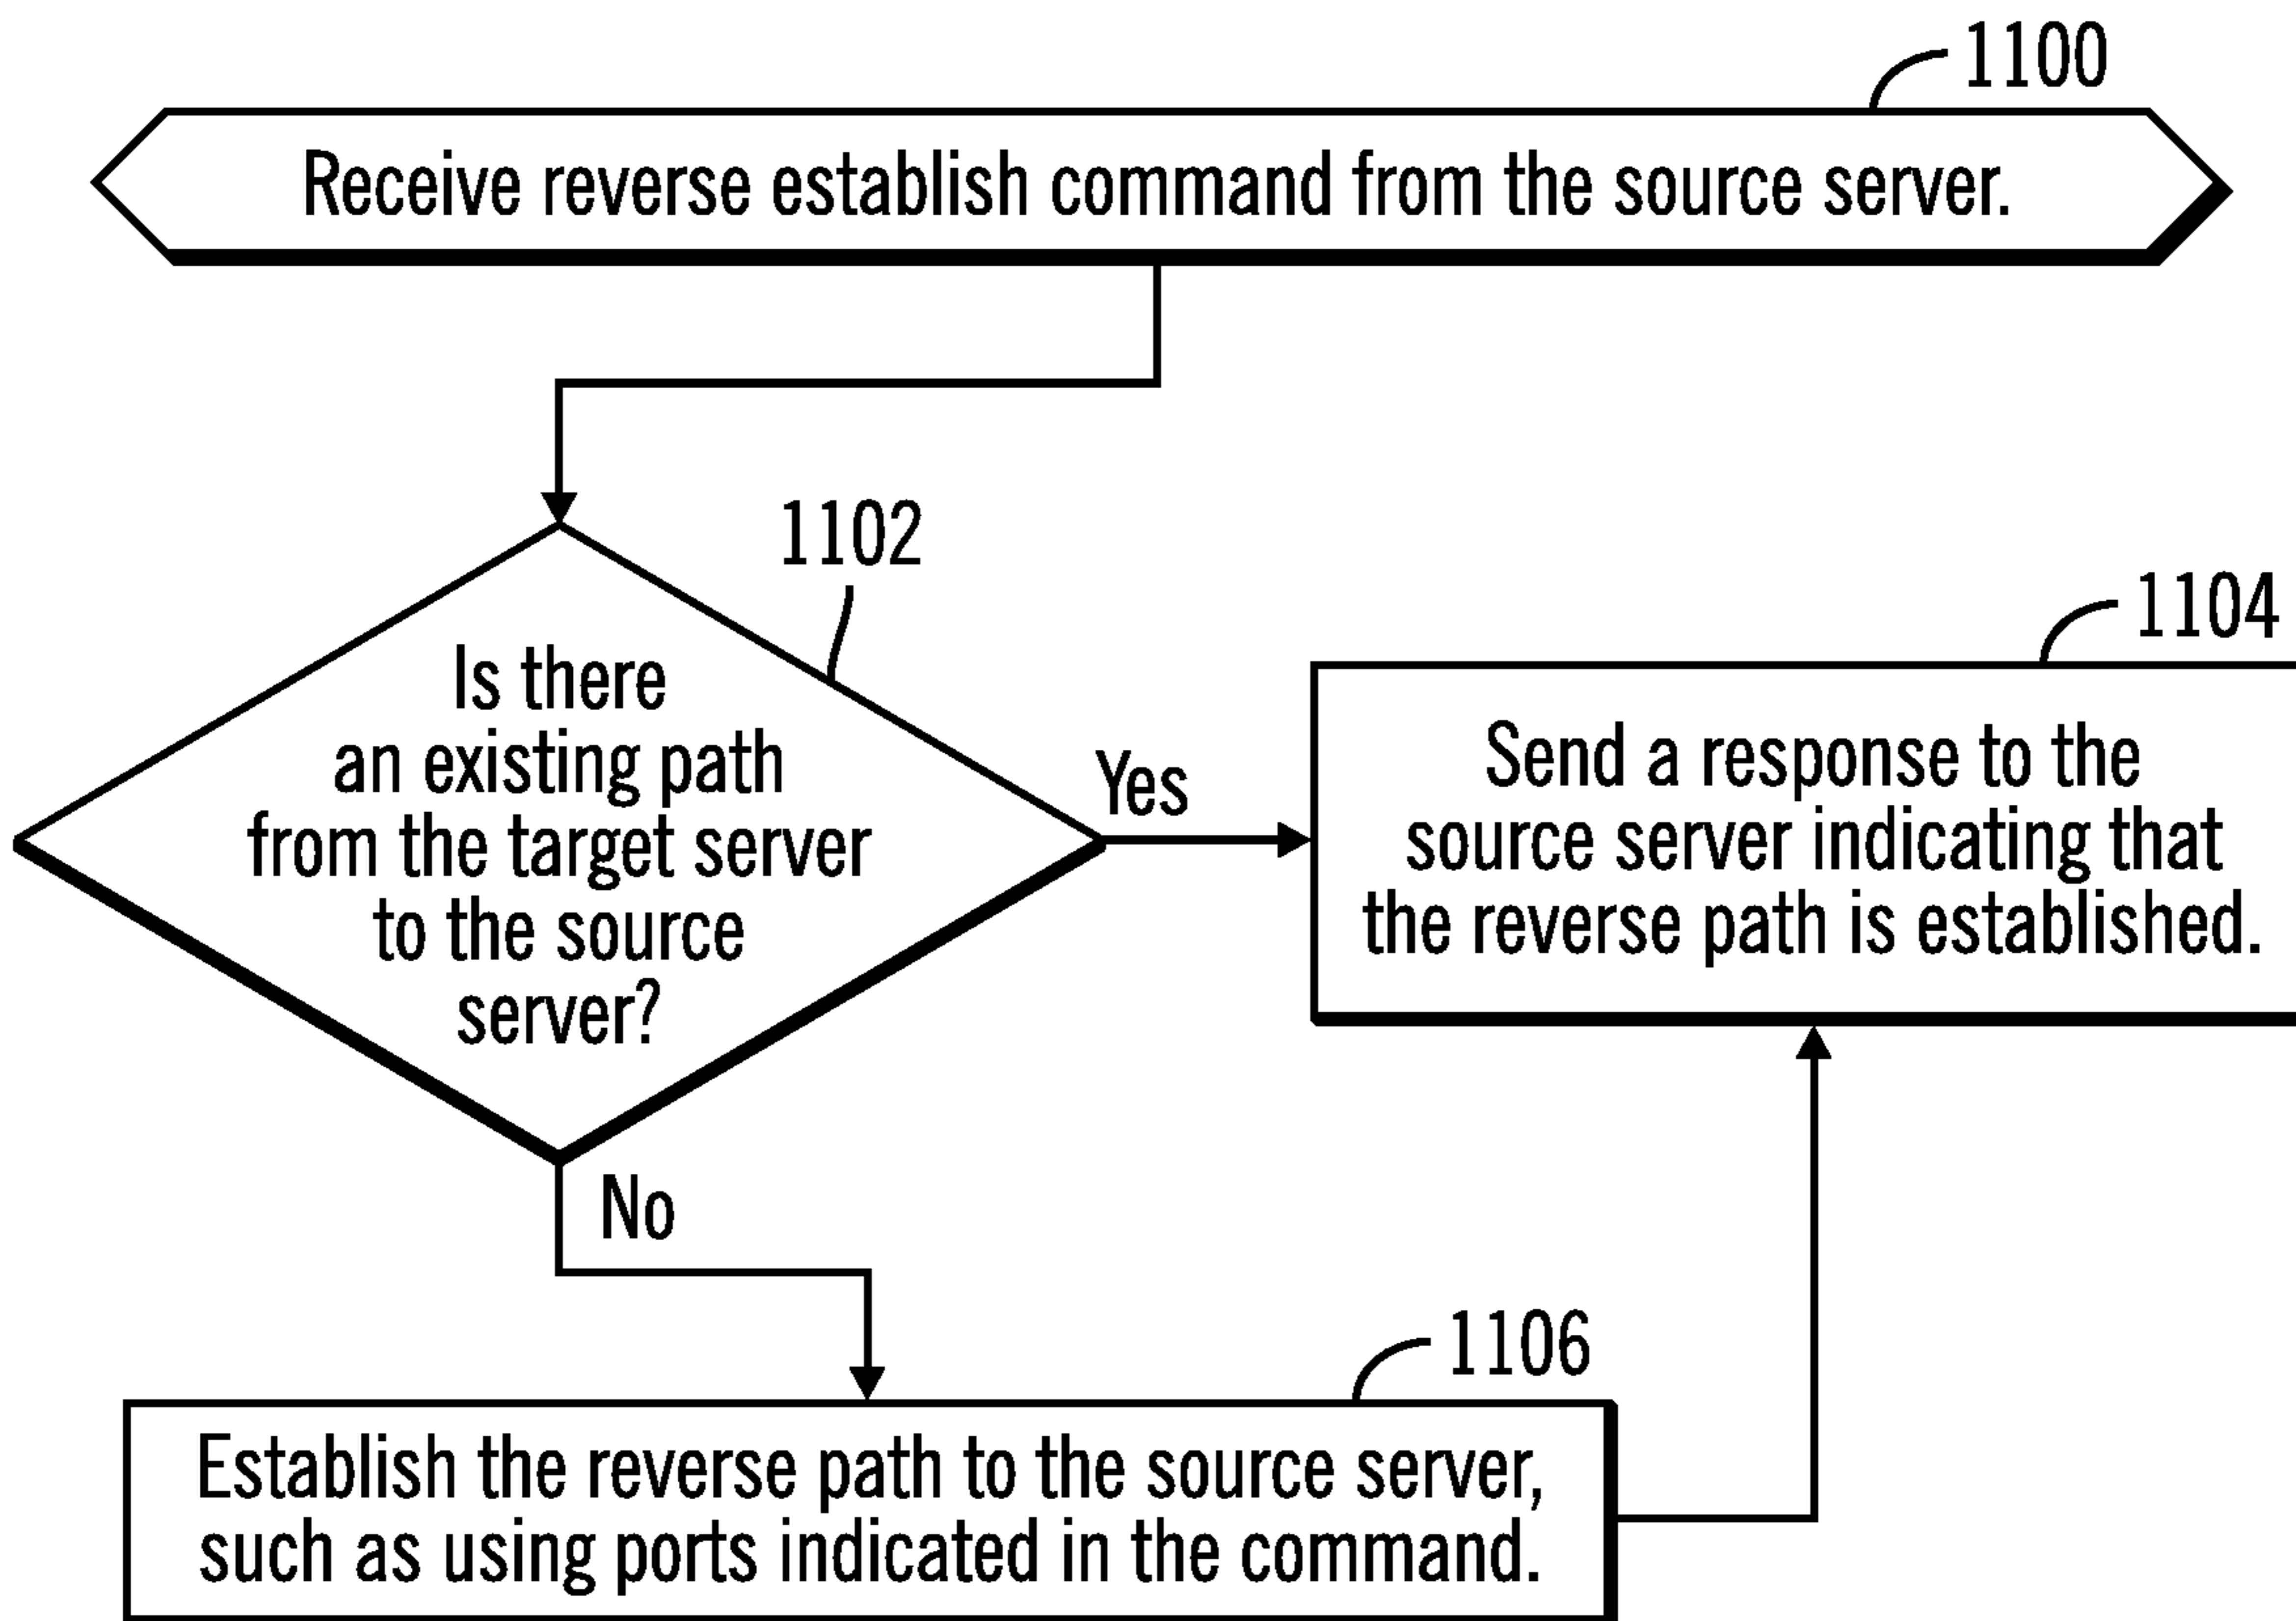 1100
Receive reverse establish command from the source server.
1102
Is there
an existing path
from the target server
to the source
server?
Yes
1104
Send a response to the
source server indicating that
the reverse path is established.
No
1106
Establish the reverse path to the source server,
such as using ports indicated in the command.